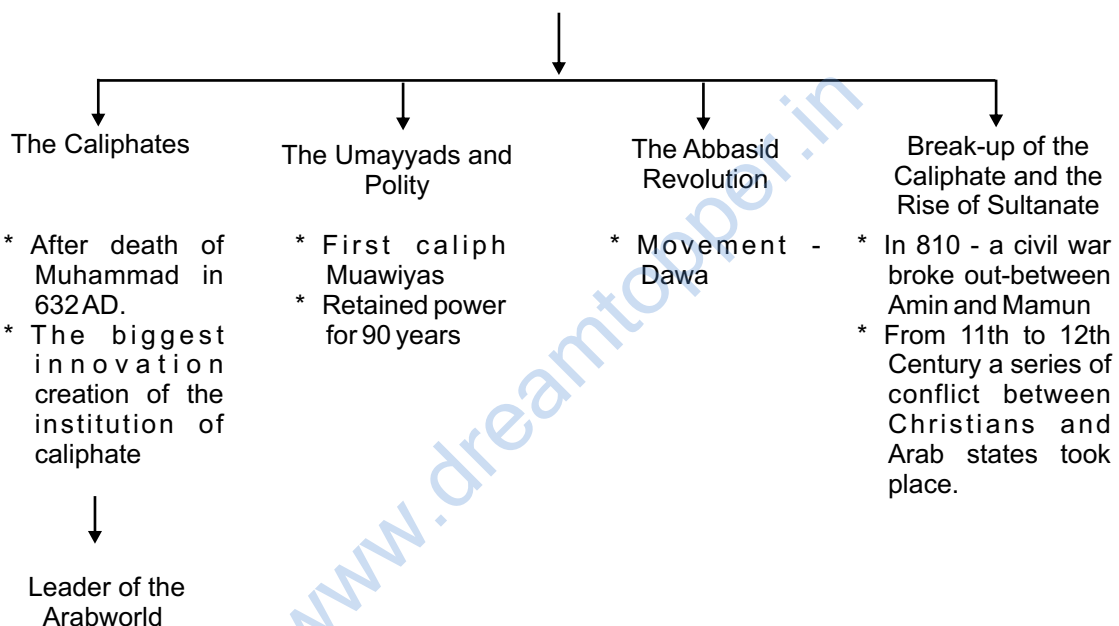 The Caliphates
* After death of
Muhammad in
632AD.
* The biggest
innovation
creation of the
institution of
caliphate
Leader of the
Arabworld
The Umayyads and
Polity
* First caliph
Muawiyas
* Retained power
for 90 years
The Abbasid
Revolution
* Movement -
Dawa
Break-up of the
Caliphate and the
Rise of Sultanate
* In 810 - a civil war
broke out-between
Amin and Mamun
* From 11th to 12th
Century a series of
conflict between
Christians and
Arab states took
place.
www.dreamtopper.in